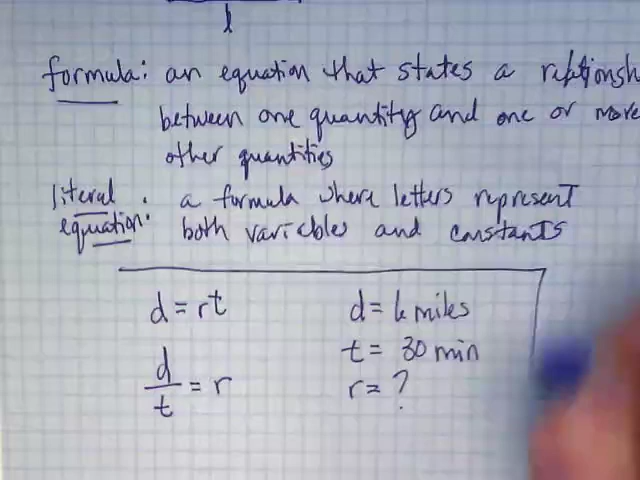 l
formula: an equation that states a relationsh
between one quantity and one or more
other quantities
literal equation: a formula where letters represent
both variables and constants
d = rt
d = 6 miles
t = 30 min
d/t = r
r = ?